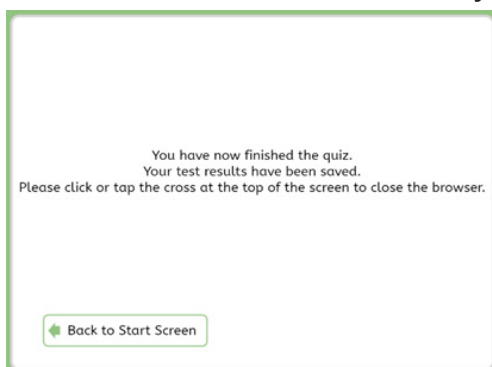 You have now finished the quiz.
Your test results have been saved.
Please click or tap the cross at the top of the screen to close the browser.
Back to Start Screen